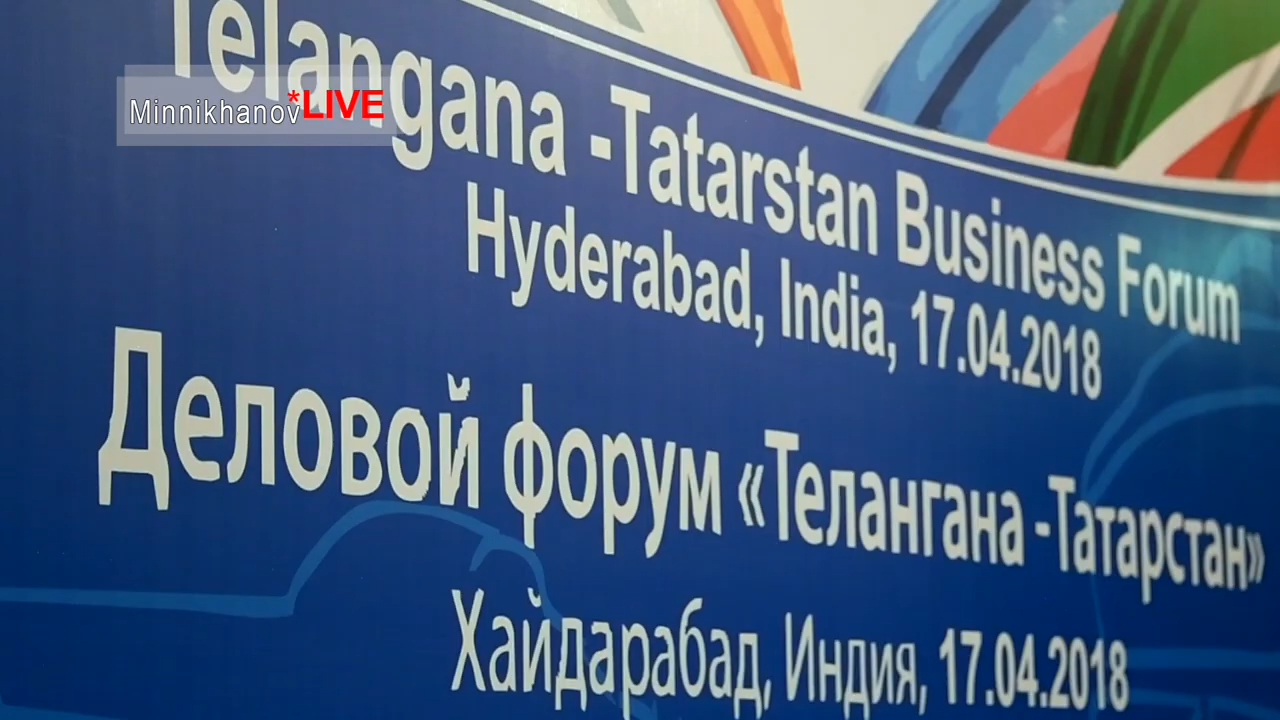 Telangana -Tatarstan Business Forum
Minnikhanov*LIVE
Hyderabad, India, 17.04.2018
Деловой форум «Телангана -Татарстан»
Хайдарабад, Индия, 17.04.2018